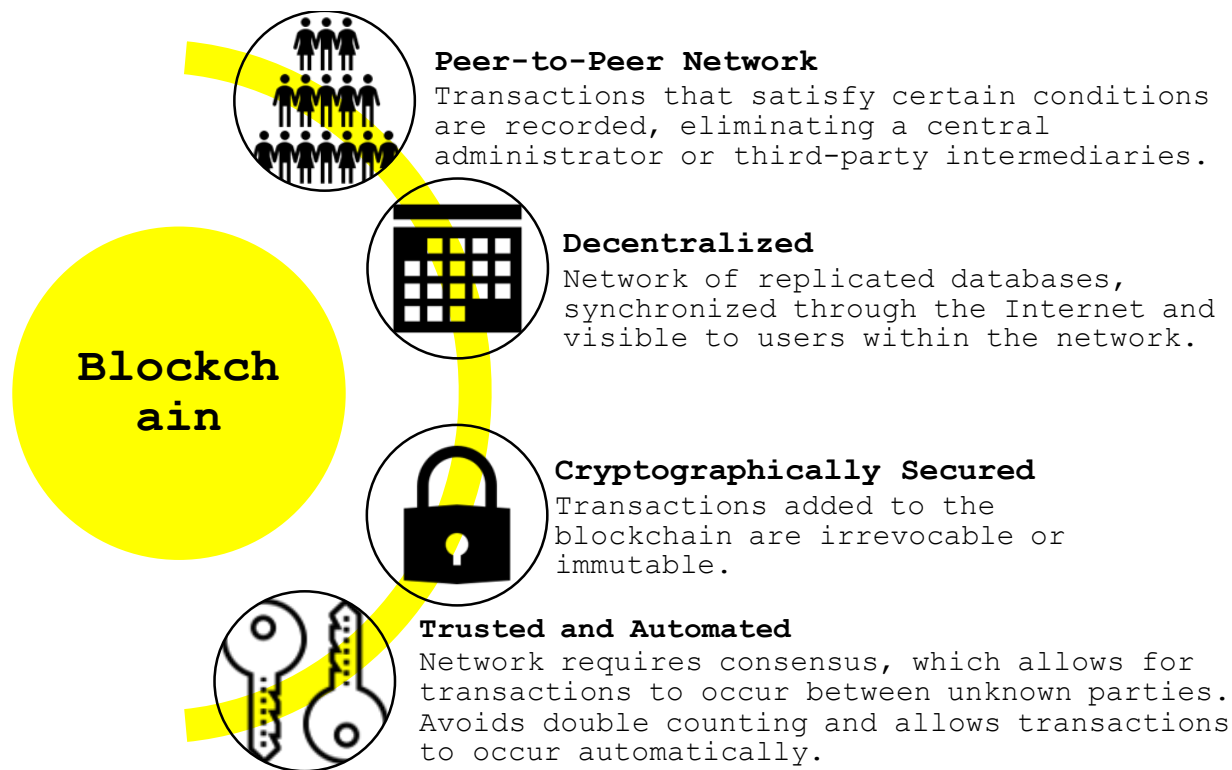 Peer-to-Peer Network
Transactions that satisfy certain conditions
are recorded, eliminating a central
administrator or third-party intermediaries.
Decentralized
Network of replicated databases,
synchronized through the Internet and
visible to users within the network.
Blockch
ain
Cryptographically Secured
Transactions added to the
blockchain are irrevocable or
immutable.
Trusted and Automated
Network requires consensus, which allows for
transactions to occur between unknown parties.
Avoids double counting and allows transactions
to occur automatically.